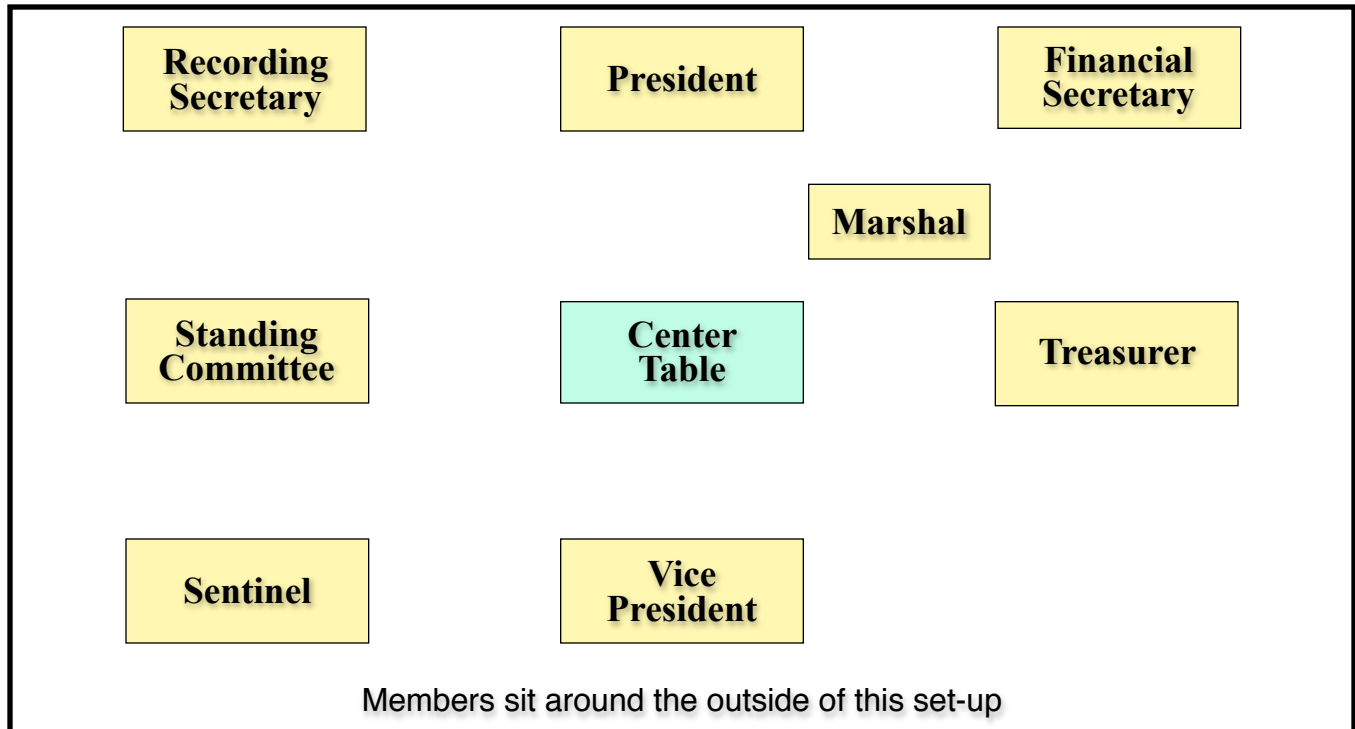 Recording
Secretary
President
Financial
Secretary
Marshal
Standing
Committee
Center
Table
Treasurer
Sentinel
Vice
President
Members sit around the outside of this set-up